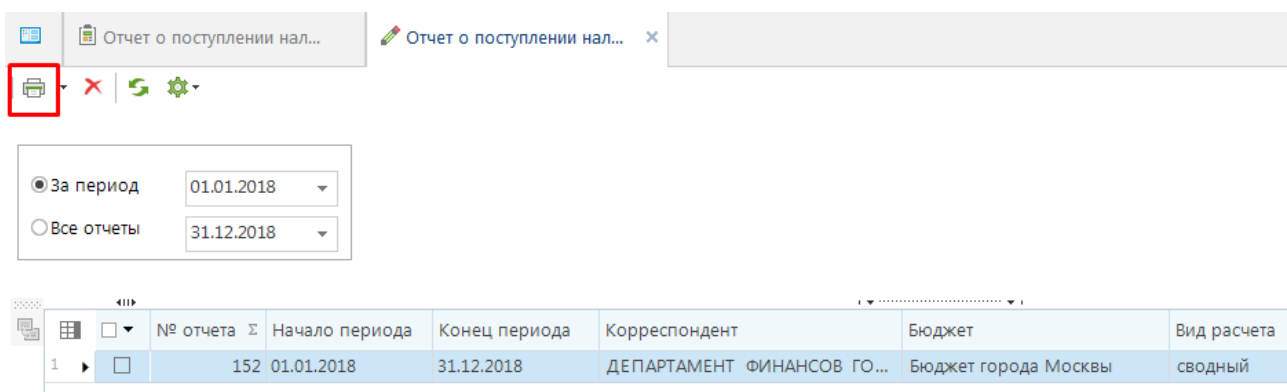 Отчет о поступлении нал... Отчет о поступлении нал...
За период 01.01.2018
Все отчеты 31.12.2018
№ отчета Σ Начало периода Конец периода Корреспондент Бюджет Вид расчета
1 152 01.01.2018 31.12.2018 ДЕПАРТАМЕНТ ФИНАНСОВ ГО... Бюджет города Москвы сводный